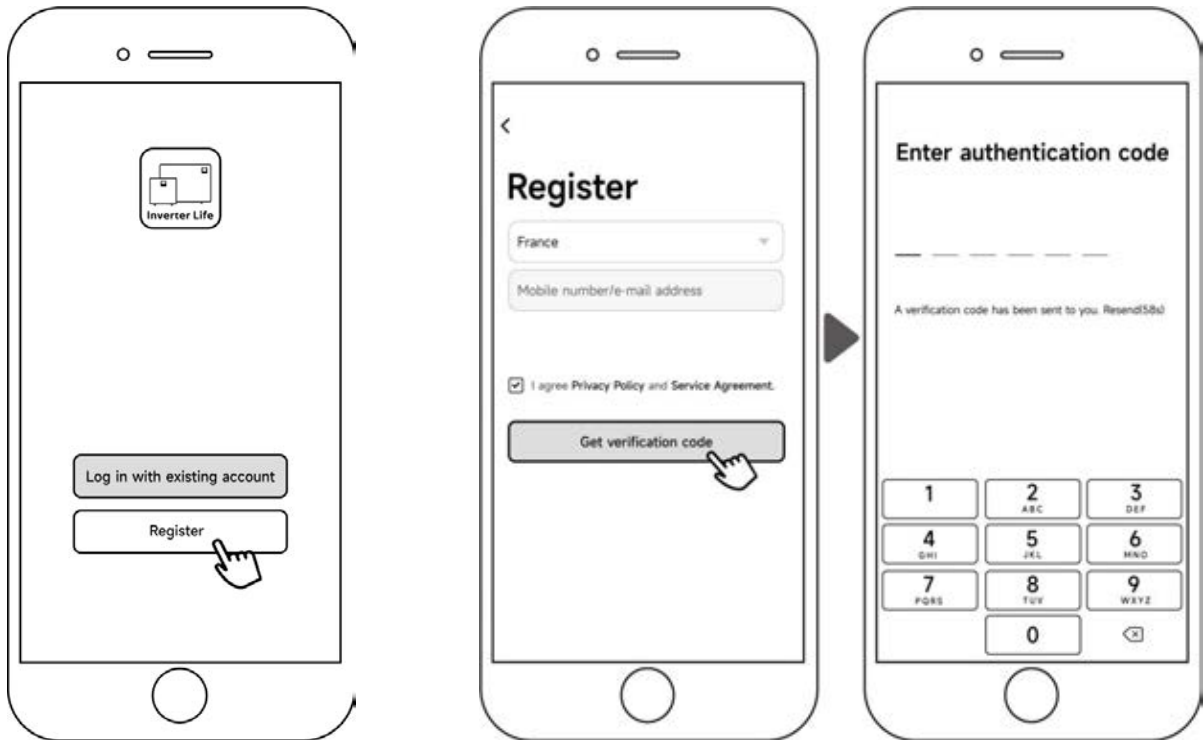 Inverter Life
Log in with existing account
Register
Register
France
Mobile number/e-mail address
I agree Privacy Policy and Service Agreement.
Get verification code
Enter authentication code
A verification code has been sent to you. Resend(58s)
1
2
ABC
3
DEF
4
GHI
5
JKL
6
MNO
7
PQRS
8
TUV
9
WXYZ
0